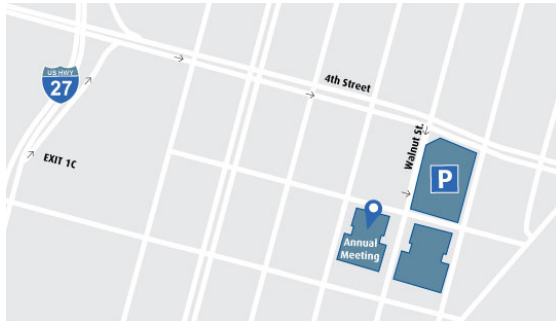 US HWY
27
EXIT 1C
4th Street
Walnut St.
P
Annual
Meeting